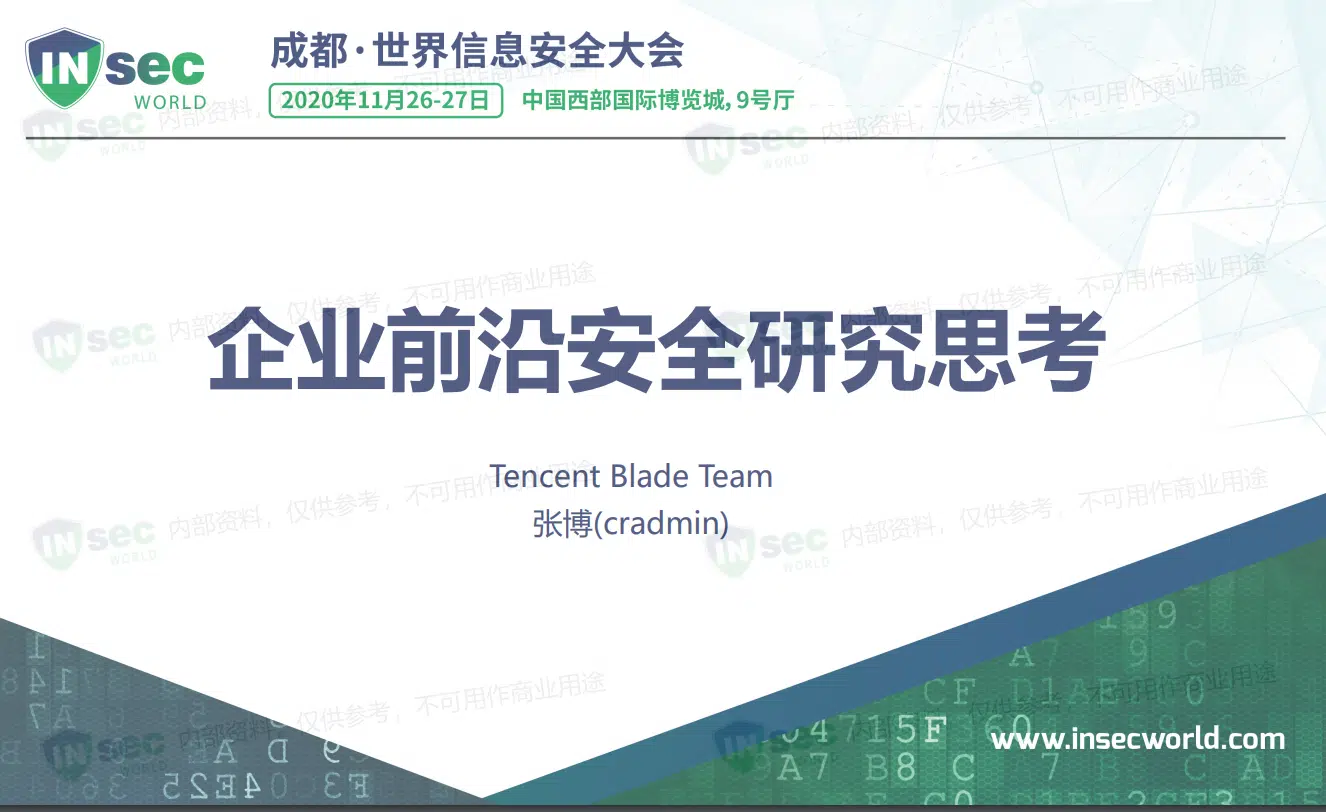 INsec
WORLD
成都·世界信息安全大会
2020年11月26-27日
中国西部国际博览城, 9号厅
企业前沿安全研究思考
Tencent Blade Team
张博(cradmin)
www.insecworld.com
内部资料，仅供参考，不可用作商业用途